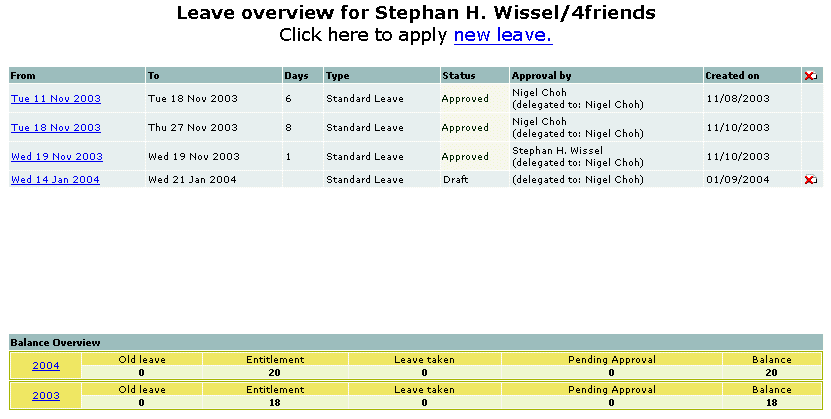 Leave overview for Stephan H. Wissel/4friends
Click here to apply new leave.
From To Days Type Status Approval by Created on
Tue 11 Nov 2003 Tue 18 Nov 2003 6 Standard Leave Approved Nigel Choh (delegated to: Nigel Choh) 11/08/2003
Tue 18 Nov 2003 Thu 27 Nov 2003 8 Standard Leave Approved Nigel Choh (delegated to: Nigel Choh) 11/10/2003
Wed 19 Nov 2003 Wed 19 Nov 2003 1 Standard Leave Approved Stephan H. Wissel (delegated to: Nigel Choh) 11/10/2003
Wed 14 Jan 2004 Wed 21 Jan 2004 Standard Leave Draft (delegated to: Nigel Choh) 01/09/2004
Balance Overview
2004 Old leave Entitlement Leave taken Pending Approval Balance
0 20 0 0 20
2003 Old leave Entitlement Leave taken Pending Approval Balance
0 18 0 0 18